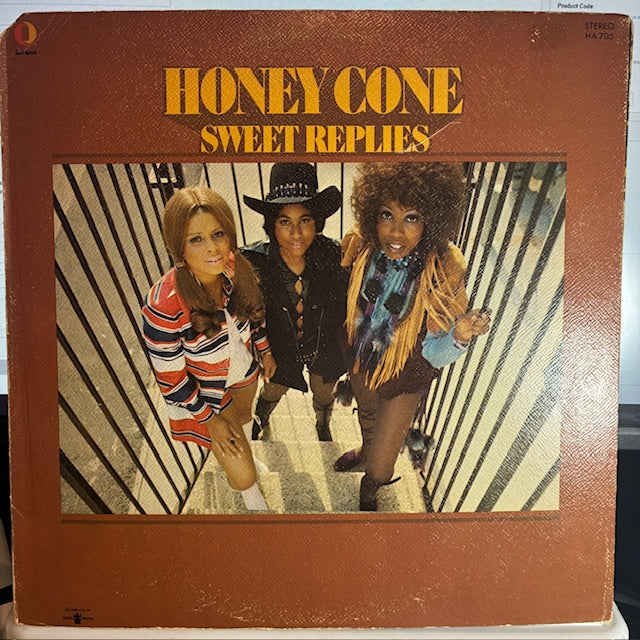 Product Code
STEREO
HA 706
HONEY CONE
SWEET REPLIES